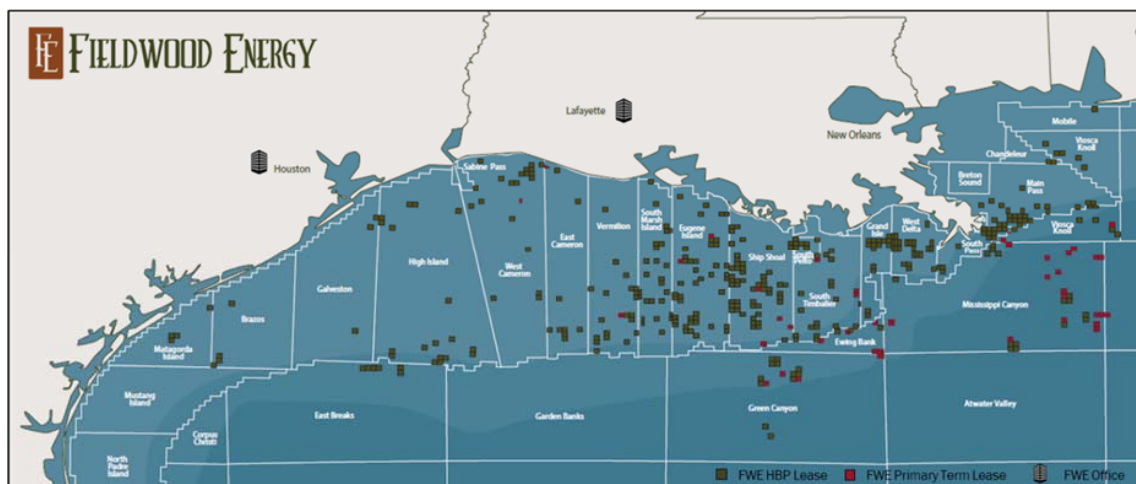 FE FIELDWOOD ENERGY
Lafayette
New Orleans
Houston
Mobile
Viosca
Knoll
Chandeleur
Sabine Pass
Breton
Sound
Main
Pass
South
Marsh
Island
Eugene
Island
Grand
Isle
West
Delta
Vermilion
East
Cameron
South
Pass
Viosca
Knoll
High Island
West
Cameron
Ship Shoal
South
Pelto
Galveston
South
Timbalier
Mississippi Canyon
Brazos
Matagorda
Island
Ewing Bank
Mustang
Island
East Breaks
Garden Banks
Green Canyon
Atwater Valley
Corpus
Christi
North
Padre
Island
FWE HBP Lease
FWE Primary Term Lease
FWE Office